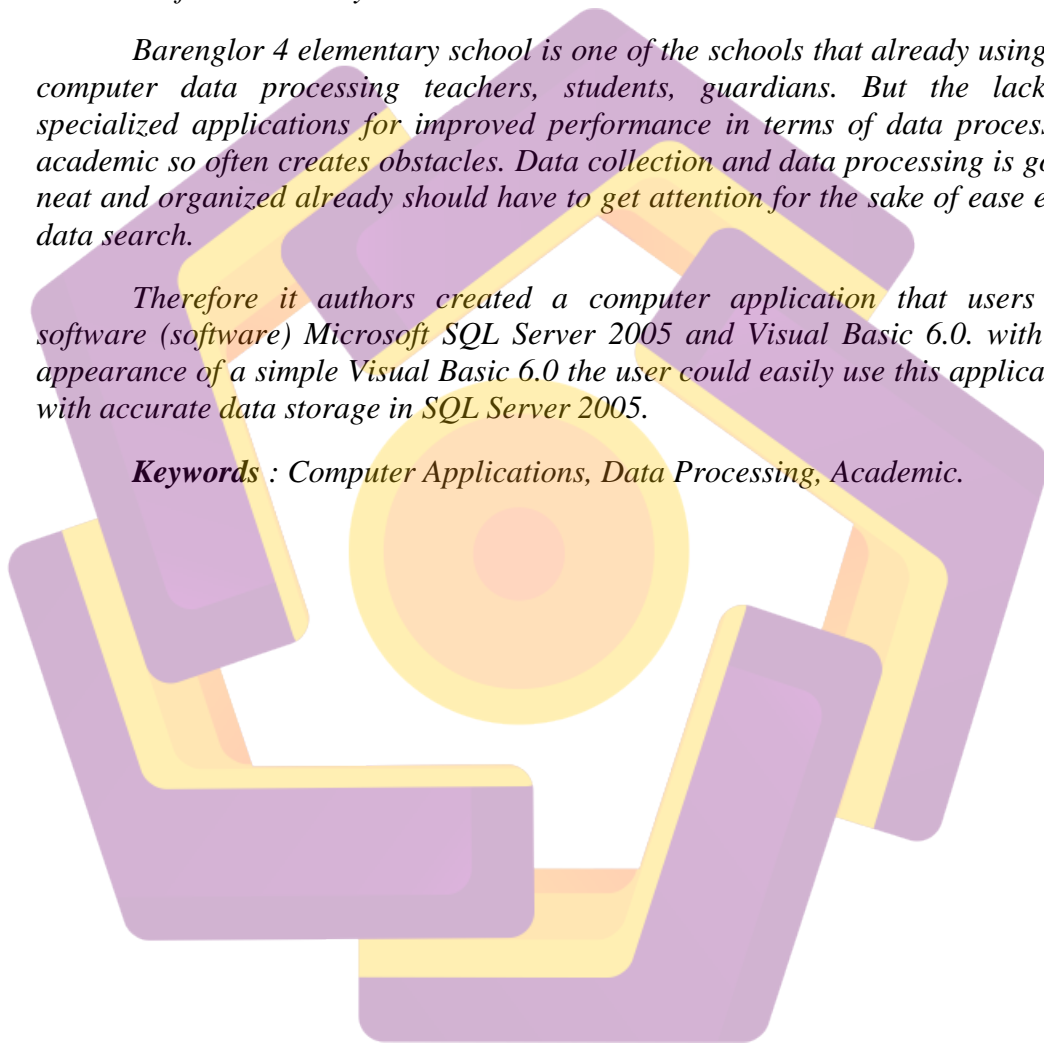 Barenglor 4 elementary school is one of the schools that already using
computer data processing teachers, students, guardians. But the lack
specialized applications for improved performance in terms of data process
academic so often creates obstacles. Data collection and data processing is go
neat and organized already should have to get attention for the sake of ease e
data search.
Therefore it authors created a computer application that users
software (software) Microsoft SQL Server 2005 and Visual Basic 6.0. with
appearance of a simple Visual Basic 6.0 the user could easily use this applica
with accurate data storage in SQL Server 2005.
Keywords : Computer Applications, Data Processing, Academic.